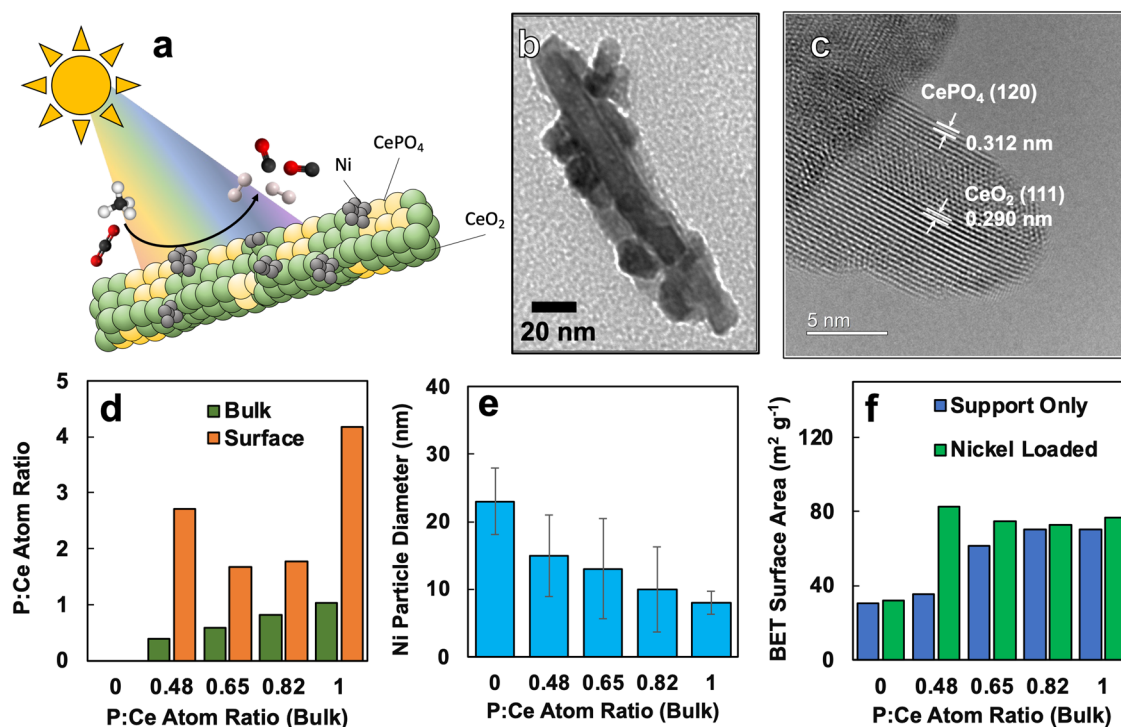 a
Ni
CePO4
CeO2
b
20 nm
c
CePO4 (120)
0.312 nm
CeO2 (111)
0.290 nm
5 nm
d
Bulk
Surface
P:Ce Atom Ratio
5
4
3
2
1
0
0 0.48 0.65 0.82 1
P:Ce Atom Ratio (Bulk)
e
Ni Particle Diameter (nm)
40
30
20
10
0
0 0.48 0.65 0.82 1
P:Ce Atom Ratio (Bulk)
f
Support Only
Nickel Loaded
BET Surface Area (m² g⁻¹)
120
80
40
0
0 0.48 0.65 0.82 1
P:Ce Atom Ratio (Bulk)